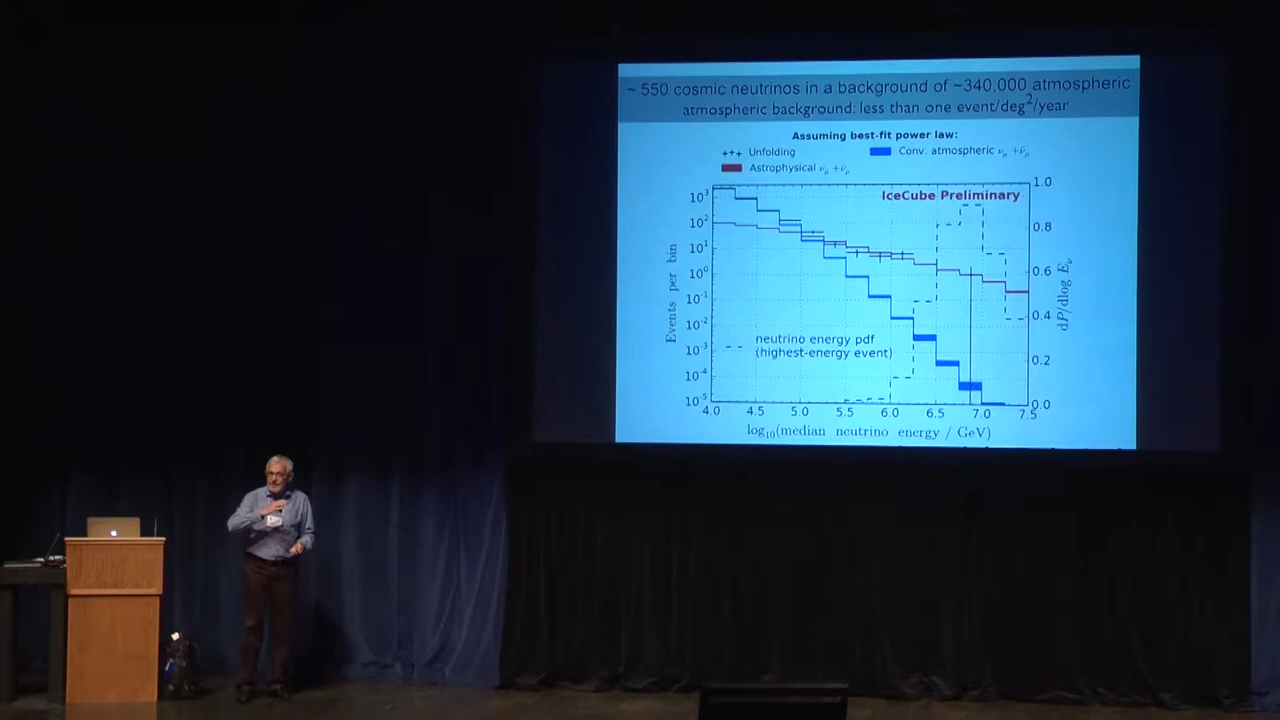 ~ 550 cosmic neutrinos in a background of ~340,000 atmospheric
atmospheric background: less than one event/deg²/year
Assuming best-fit power law:
Unfolding
Conv. atmospheric νμ + ν̄μ
Astrophysical νμ + ν̄μ
IceCube Preliminary
10³
10²
10¹
10⁰
10⁻¹
10⁻²
10⁻³
10⁻⁴
10⁻⁵
Events per bin
neutrino energy pdf
(highest-energy event)
1.0
0.8
0.6
0.4
0.2
0.0
dP/dlog Eν
4.0 4.5 5.0 5.5 6.0 6.5 7.0 7.5
log₁₀(median neutrino energy / GeV)